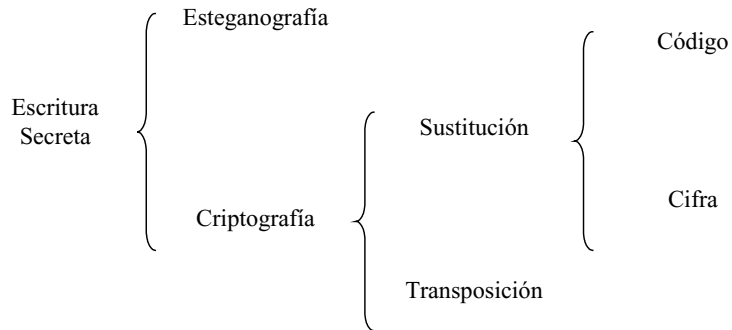 Esteganografía
Código
Escritura
Secreta
Sustitución
Cifra
Criptografía
Transposición